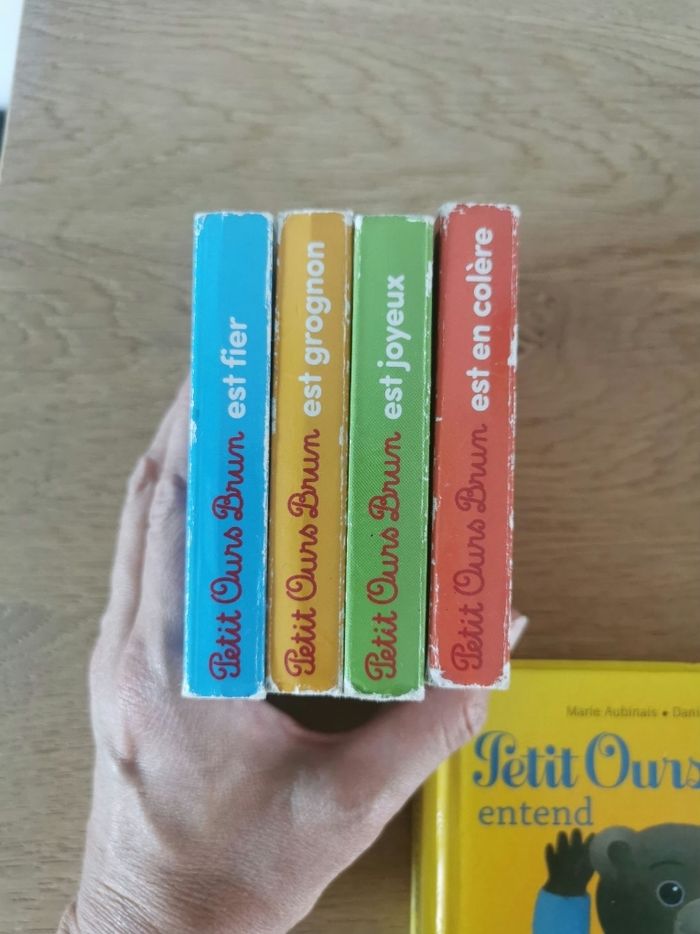 Petit Ours Brun est fier
Petit Ours Brun est grognon
Petit Ours Brun est joyeux
Petit Ours Brun est en colère
Marie Aubinais • Dani
Petit Ours
entend